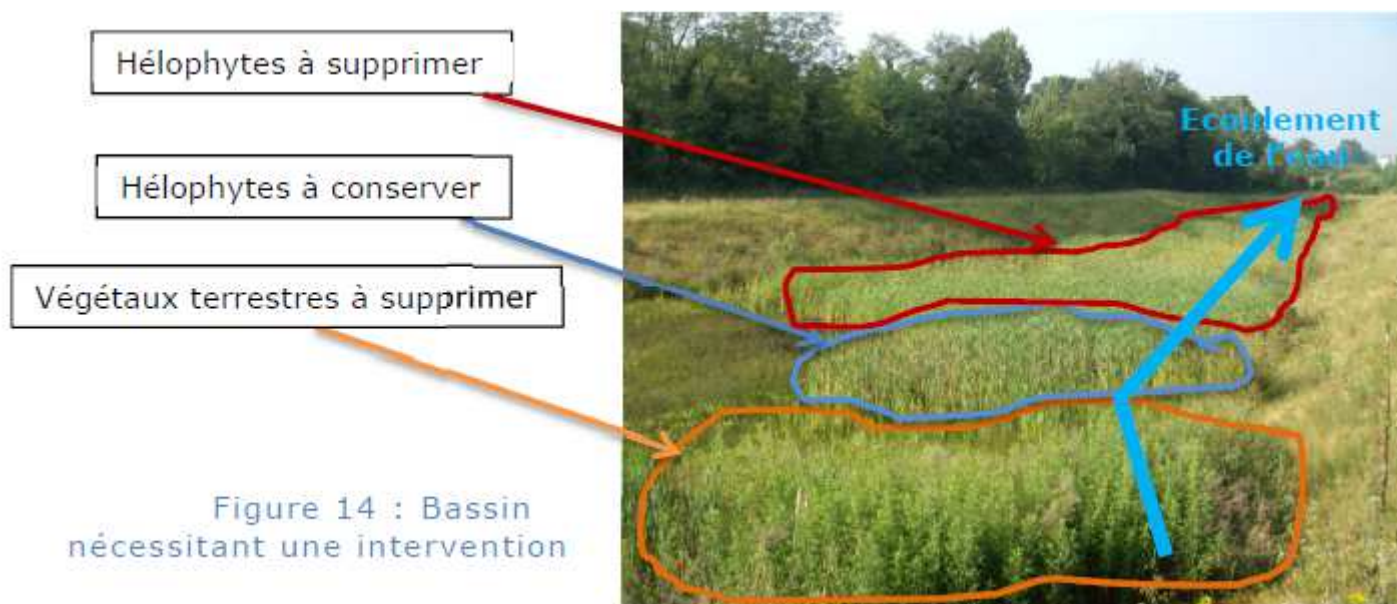 Hélophytes à supprimer
Ecoulement
de l'eau
Hélophytes à conserver
Végétaux terrestres à supprimer
Figure 14 : Bassin
nécessitant une intervention